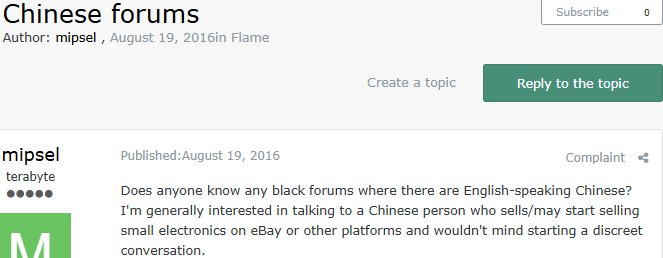 Chinese forums
Subscribe 0
Author: mipsel , August 19, 2016in Flame
Create a topic
Reply to the topic
mipsel
terabyte
Published:August 19, 2016
Complaint
Does anyone know any black forums where there are English-speaking Chinese?
I'm generally interested in talking to a Chinese person who sells/may start selling
small electronics on eBay or other platforms and wouldn't mind starting a discreet
conversation.
M